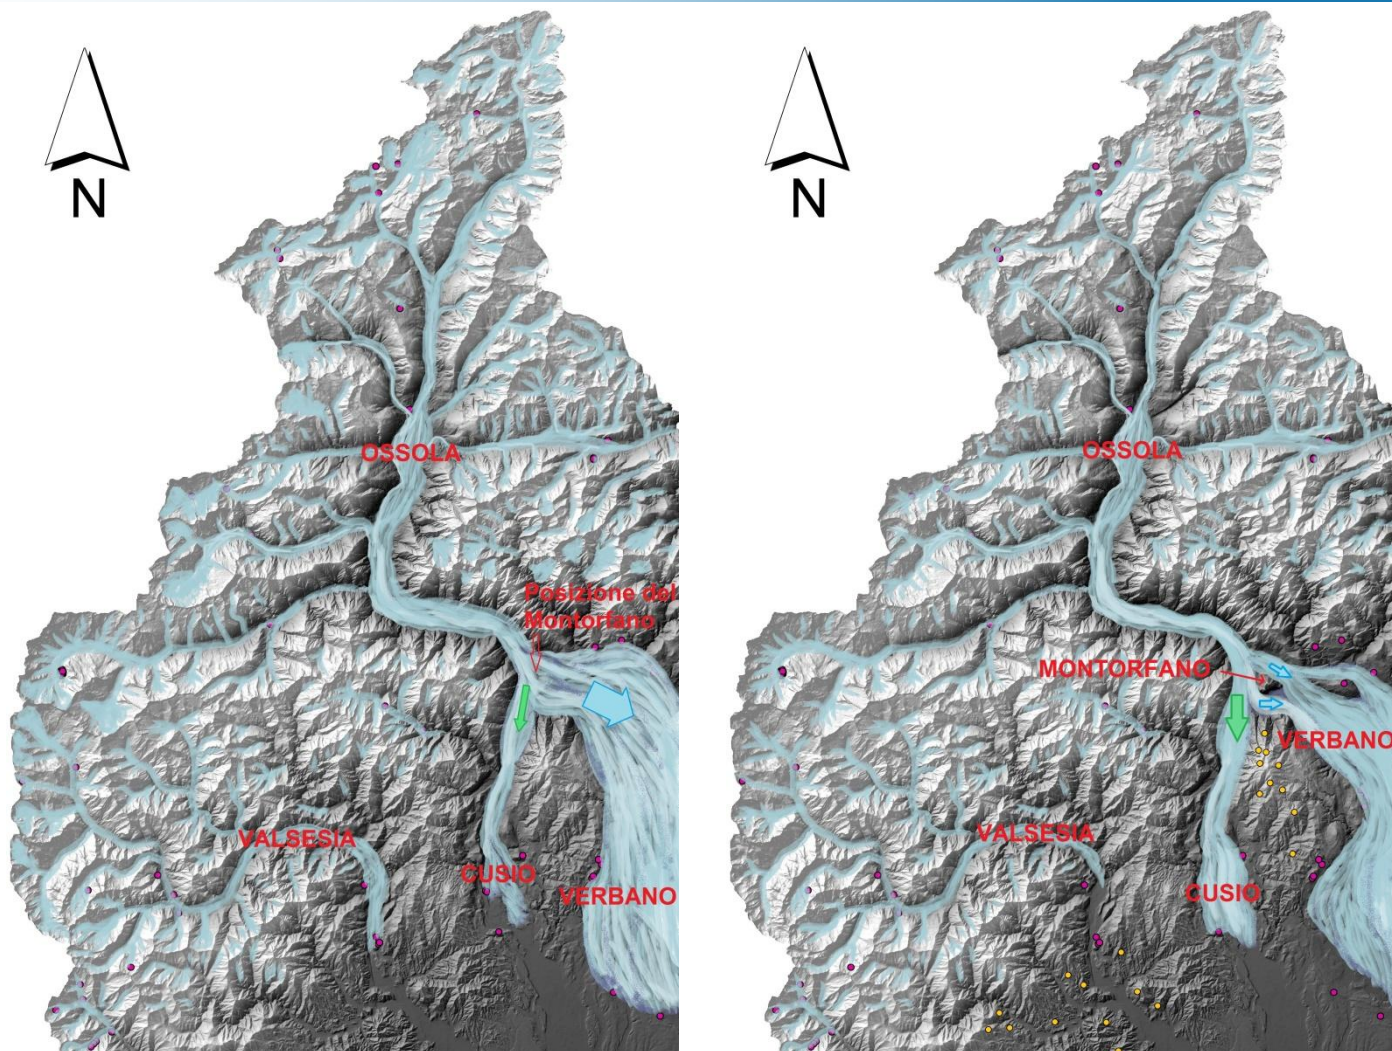 N
OSSOLA
Posizione del
Montorfano
VALSESIA
CUSIO
VERBANO
N
OSSOLA
MONTORFANO
VERBANO
VALSESIA
CUSIO